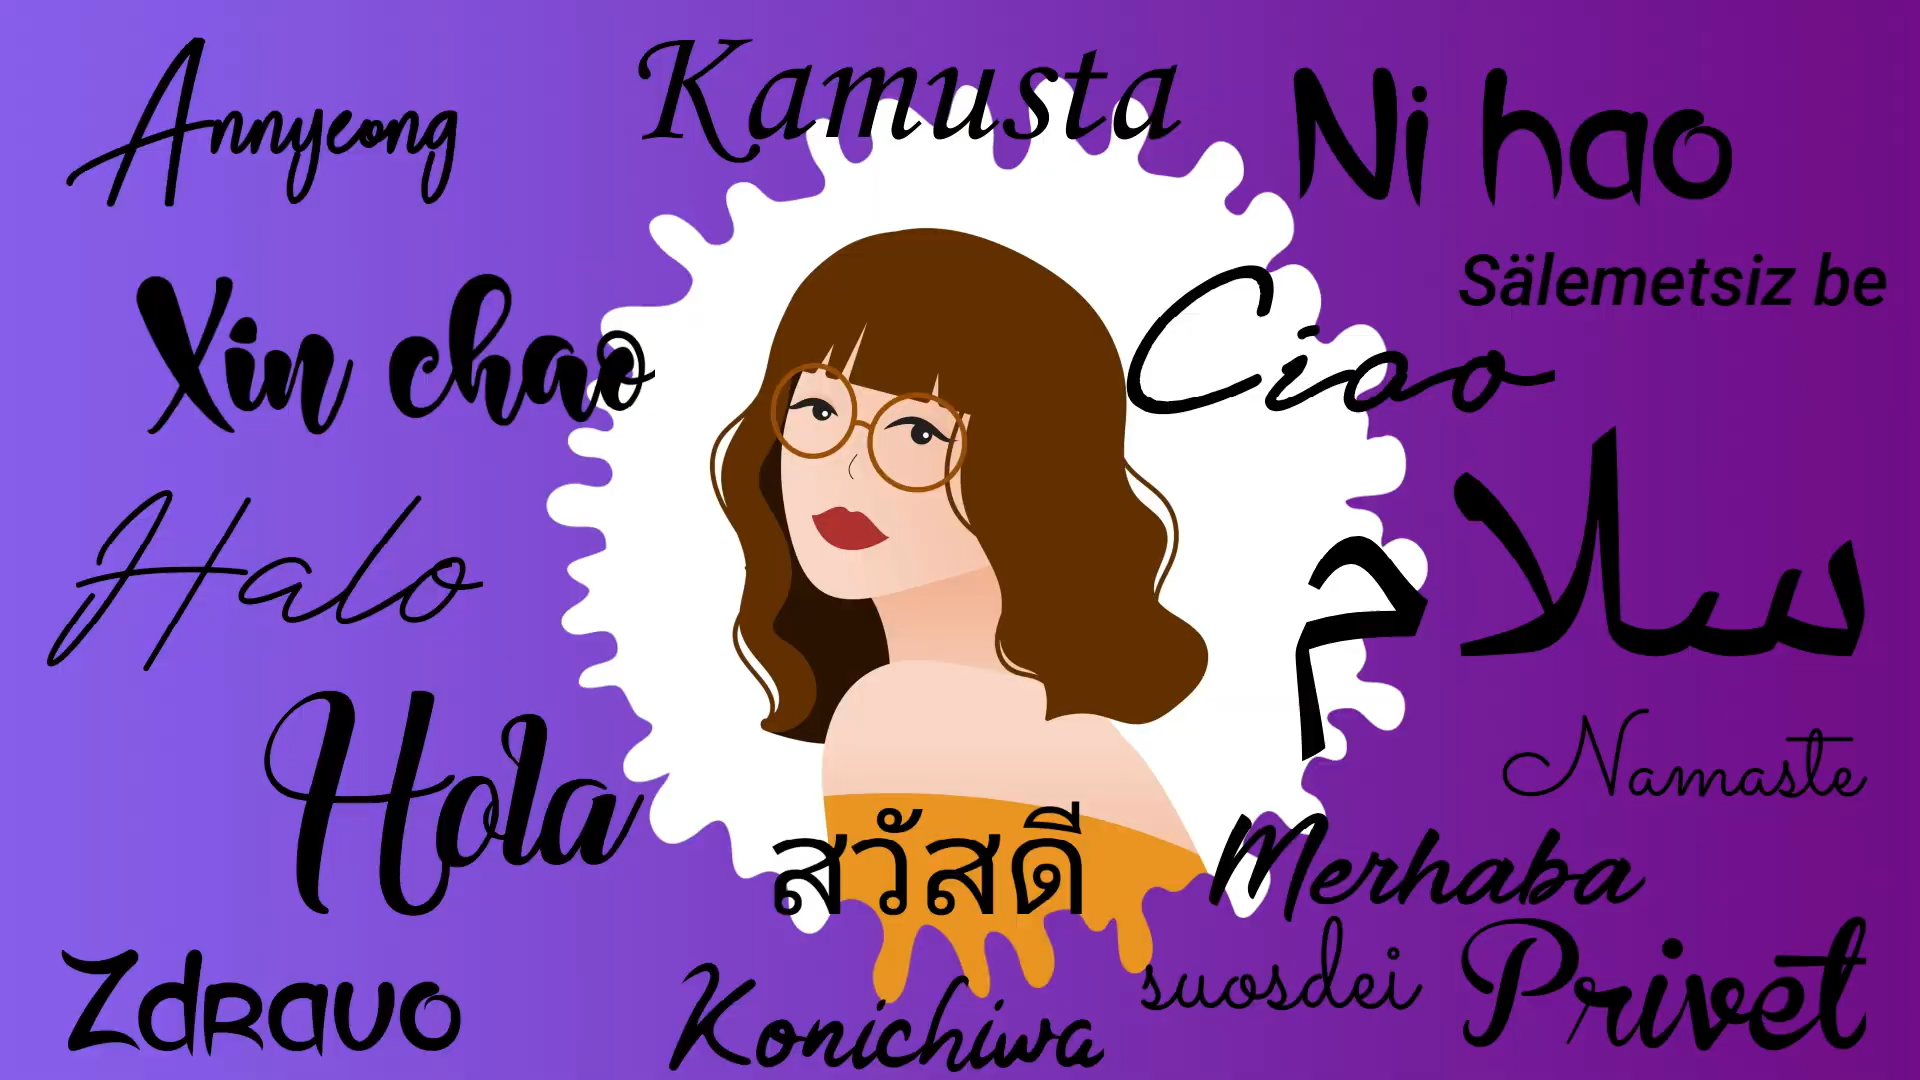 Annyeong
Kamusta
Ni hao
Sälemetsiz be
Xin chao
Ciao
Halo
سلام
Hola
Namaste
สวัสดี
Merhaba
Zdravo
Konichiwa
suosdei
Privet